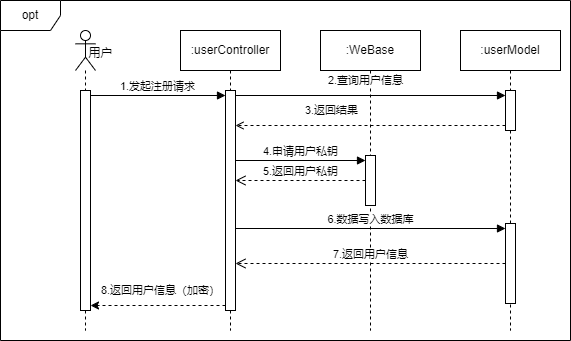 opt
用户
:userController
:WeBase
:userModel
1.发起注册请求
2.查询用户信息
3.返回结果
4.申请用户私钥
5.返回用户私钥
6.数据写入数据库
7.返回用户信息
8.返回用户信息（加密）